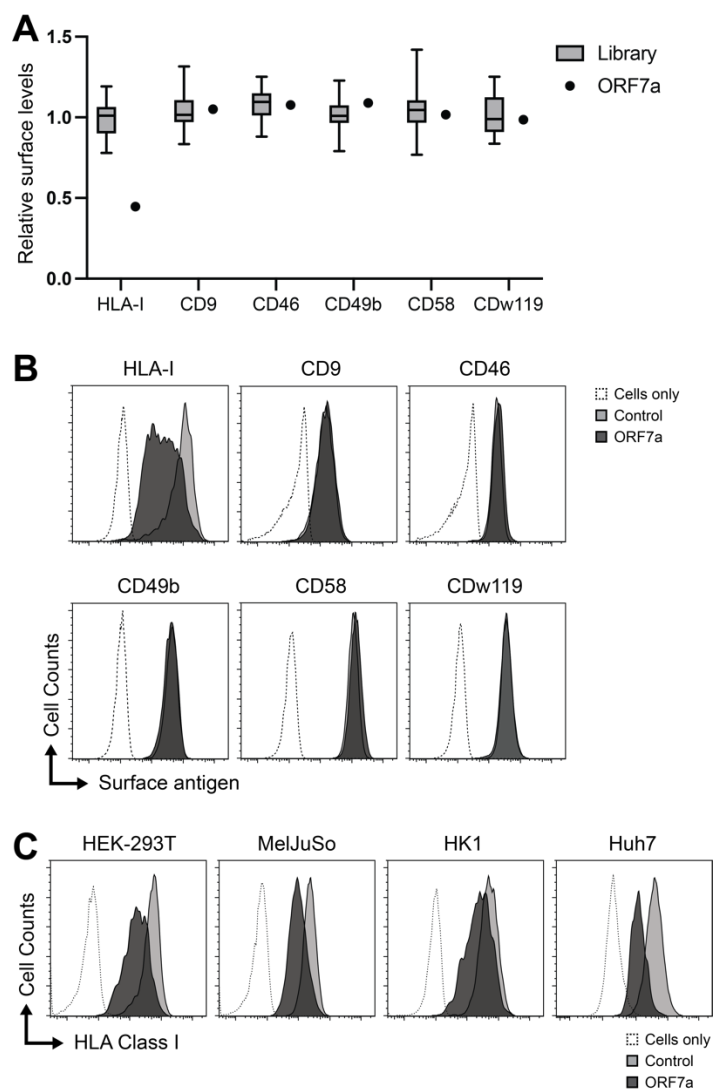 A
Relative surface levels
1.5
1.0
0.5
0.0
HLA-I CD9 CD46 CD49b CD58 CDw119
Library
ORF7a
B
HLA-I CD9 CD46
Cells only
Control
ORF7a
CD49b CD58 CDw119
Cell Counts
Surface antigen
C
HEK-293T MelJuSo HK1 Huh7
Cell Counts
HLA Class I
Cells only
Control
ORF7a